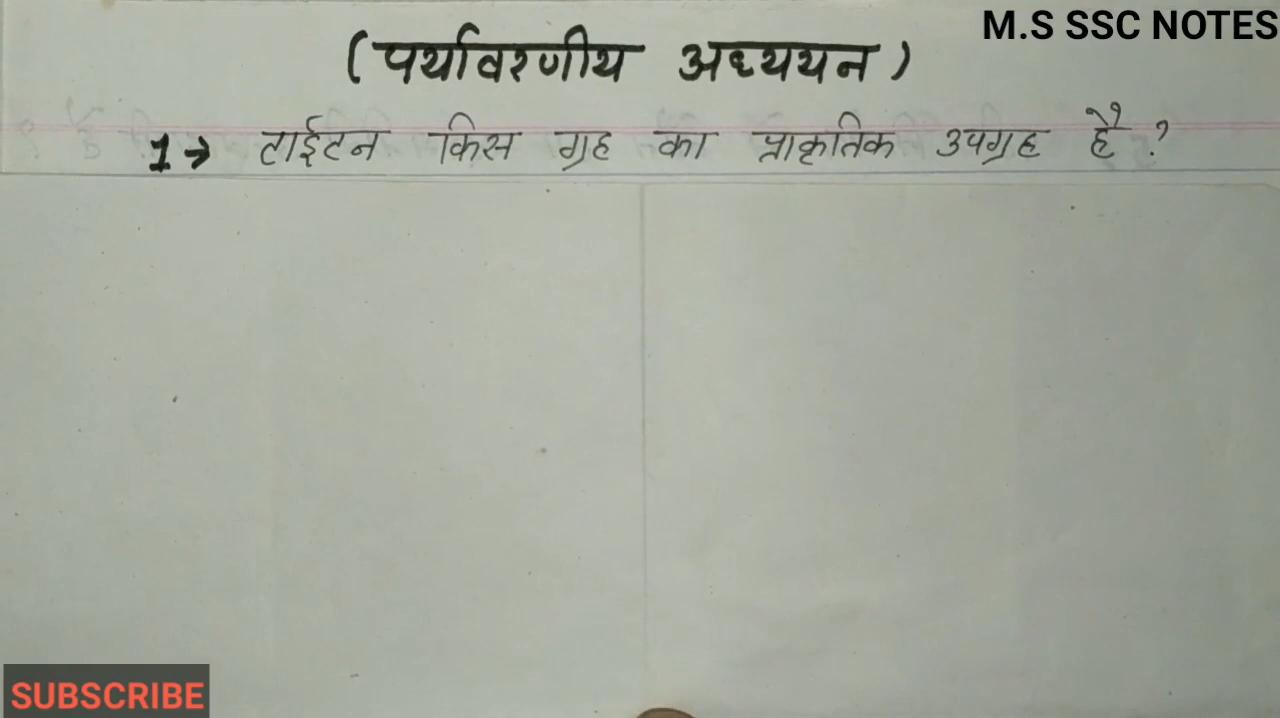 M.S SSC NOTES
(पर्यावरणीय अध्ययन)
1→ टाईटन किस ग्रह का प्राकृतिक उपग्रह है ?
SUBSCRIBE